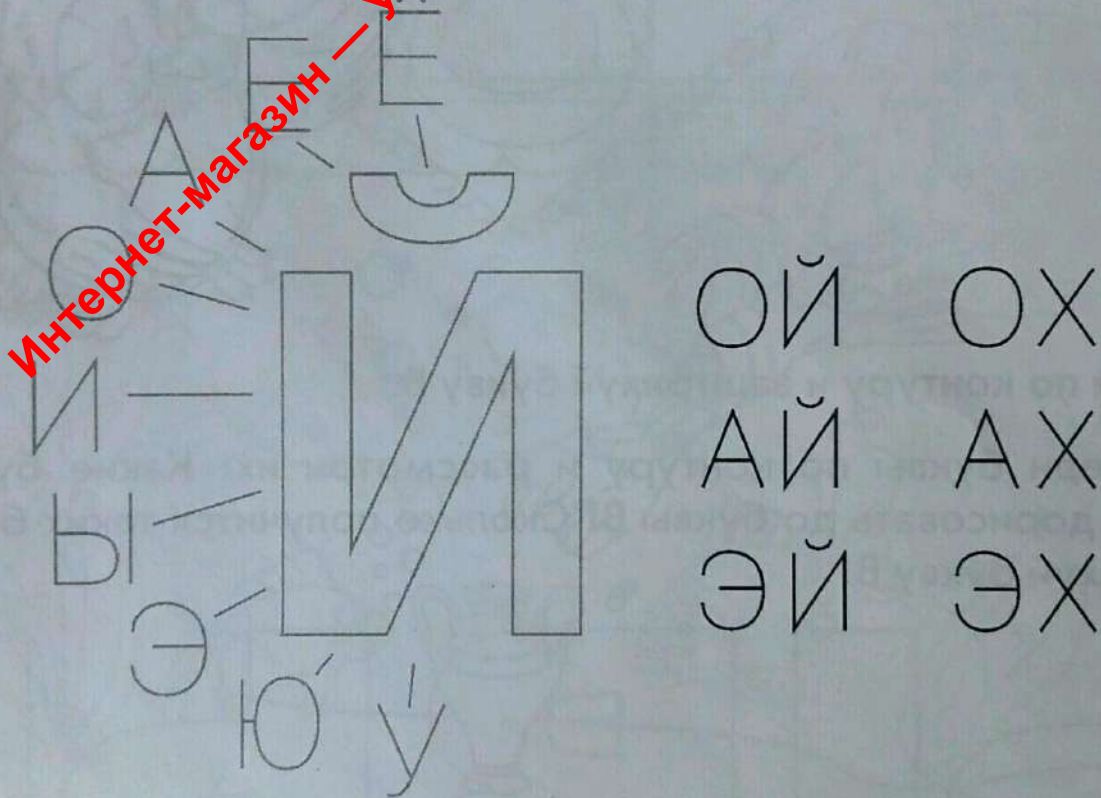 Ё
Е
А
О
И
Ы
Э
Ю
У
Й
ОЙ ОХ
АЙ АХ
ЭЙ ЭХ
Интернет-магазин —